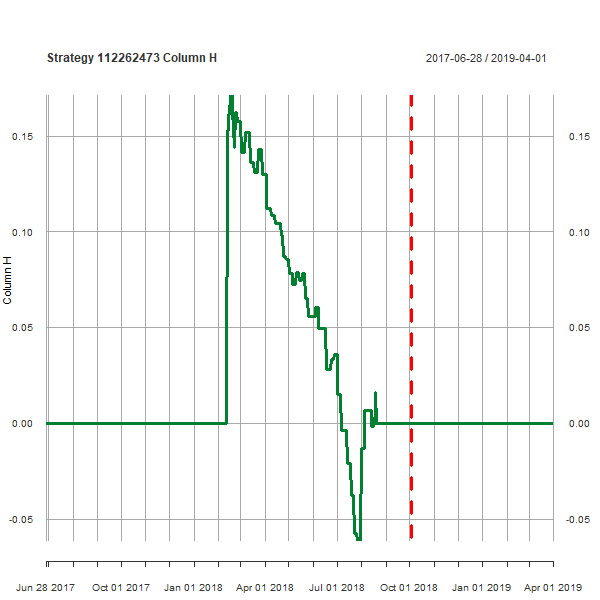 Strategy 112262473 Column H
2017-06-28 / 2019-04-01
0.15 0.15
0.10 0.10
Column H
0.05 0.05
0.00 0.00
-0.05 -0.05
Jun 28 2017 Oct 01 2017 Jan 01 2018 Apr 01 2018 Jul 01 2018 Oct 01 2018 Jan 01 2019 Apr 01 2019